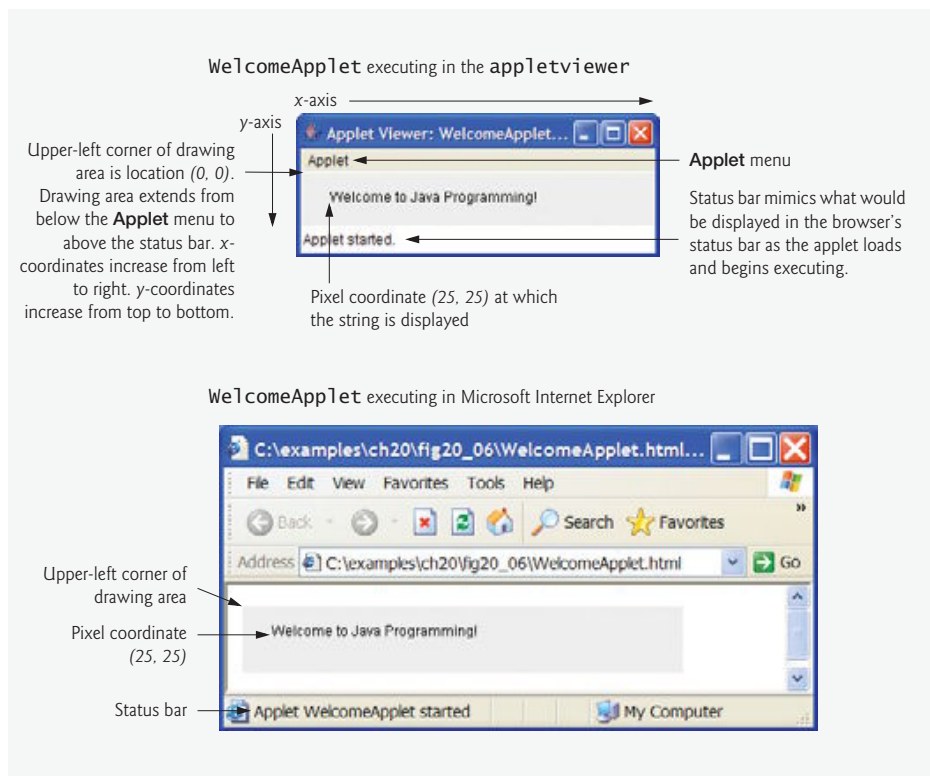 WelcomeApplet executing in the appletviewer
x-axis
y-axis
Applet Viewer: WelcomeApplet...
Upper-left corner of drawing
area is location (0, 0).
Drawing area extends from
below the Applet menu to
above the status bar. x-
coordinates increase from left
to right. y-coordinates
increase from top to bottom.
Applet
Welcome to Java Programming!
Applet started.
Applet menu
Status bar mimics what would
be displayed in the browser's
status bar as the applet loads
and begins executing.
Pixel coordinate (25, 25) at which
the string is displayed
WelcomeApplet executing in Microsoft Internet Explorer
C:\examples\ch20\fig20_06\WelcomeApplet.html...
File Edit View Favorites Tools Help
Back Search Favorites »
Address C:\examples\ch20\fig20_06\WelcomeApplet.html Go
Upper-left corner of
drawing area
Welcome to Java Programming!
Pixel coordinate
(25, 25)
Status bar
Applet WelcomeApplet started My Computer